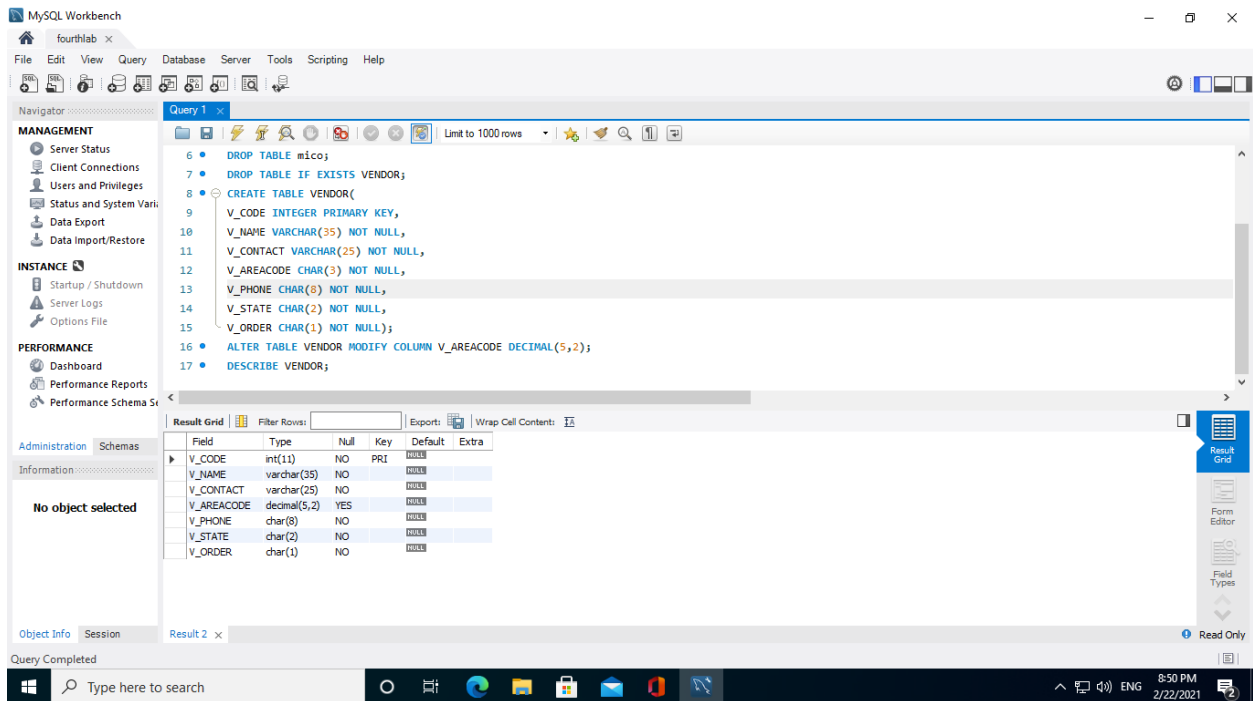 MySQL Workbench
fourthlab
File Edit View Query Database Server Tools Scripting Help
Navigator
Query 1
MANAGEMENT
Server Status
Client Connections
Users and Privileges
Status and System Varia
Data Export
Data Import/Restore
INSTANCE
Startup / Shutdown
Server Logs
Options File
PERFORMANCE
Dashboard
Performance Reports
Performance Schema Se
Administration Schemas
Information
No object selected
Object Info Session
Limit to 1000 rows
6 DROP TABLE mico;
7 DROP TABLE IF EXISTS VENDOR;
8 CREATE TABLE VENDOR(
9 V_CODE INTEGER PRIMARY KEY,
10 V_NAME VARCHAR(35) NOT NULL,
11 V_CONTACT VARCHAR(25) NOT NULL,
12 V_AREACODE CHAR(3) NOT NULL,
13 V_PHONE CHAR(8) NOT NULL,
14 V_STATE CHAR(2) NOT NULL,
15 V_ORDER CHAR(1) NOT NULL);
16 ALTER TABLE VENDOR MODIFY COLUMN V_AREACODE DECIMAL(5,2);
17 DESCRIBE VENDOR;
Result Grid Filter Rows: Export: Wrap Cell Content:
Field Type Null Key Default Extra
V_CODE int(11) NO PRI NULL
V_NAME varchar(35) NO NULL
V_CONTACT varchar(25) NO NULL
V_AREACODE decimal(5,2) YES NULL
V_PHONE char(8) NO NULL
V_STATE char(2) NO NULL
V_ORDER char(1) NO NULL
Result
Grid
Form
Editor
Field
Types
Result 2
Read Only
Query Completed
Type here to search
ENG
8:50 PM
2/22/2021
2